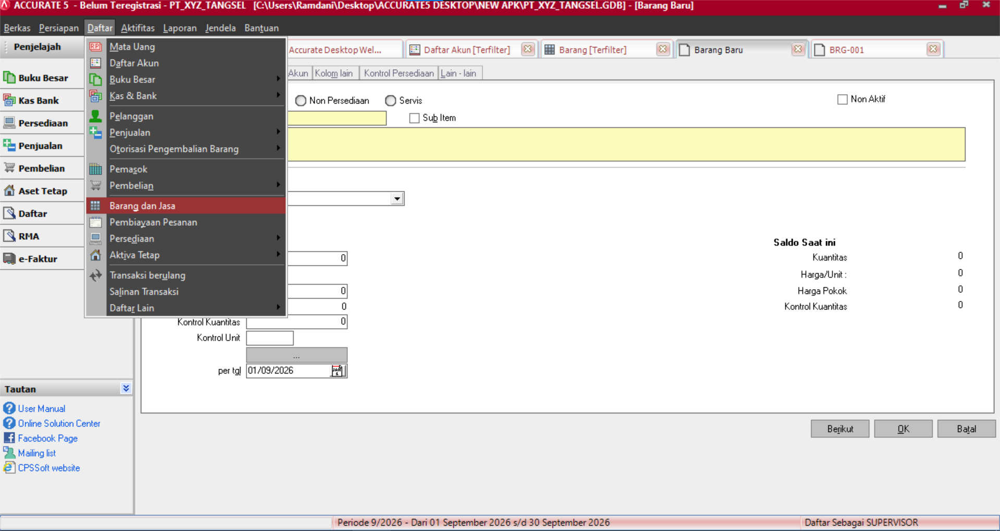 ACCURATE 5 - Belum Teregistrasi - PT_XYZ_TANGSEL [C:\Users\Ramdani\Desktop\ACCURATE5 DESKTOP\NEW APK\PT_XYZ_TANGSEL.GDB] - [Barang Baru]
Berkas Persiapan Daftar Aktifitas Laporan Jendela Bantuan
Penjelajah
Buku Besar
Kas Bank
Persediaan
Penjualan
Pembelian
Aset Tetap
Daftar
RMA
e-Faktur
RP
Mata Uang
Daftar Akun
Buku Besar
Kas & Bank
Pelanggan
Penjualan
Otorisasi Pengembalian Barang
Pemasok
Pembelian
Barang dan Jasa
Pembiayaan Pesanan
Persediaan
Aktiva Tetap
Transaksi berulang
Salinan Transaksi
Daftar Lain
Accurate Desktop Wel... Daftar Akun [Terfilter] Barang [Terfilter] Barang Baru BRG-001
Akun Kolom lain Kontrol Persediaan Lain - lain
Non Persediaan Servis Non Aktif
Sub Item
0
0
0
Kontrol Kuantitas 0
Kontrol Unit
...
per tgl 01/09/2026
JAN
1
Saldo Saat ini
Kuantitas 0
Harga/Unit : 0
Harga Pokok 0
Kontrol Kuantitas 0
Berikut OK Batal
Tautan
User Manual
Online Solution Center
Facebook Page
Mailing list
CPSSoft website
Periode 9/2026 - Dari 01 September 2026 s/d 30 September 2026
Daftar Sebagai SUPERVISOR